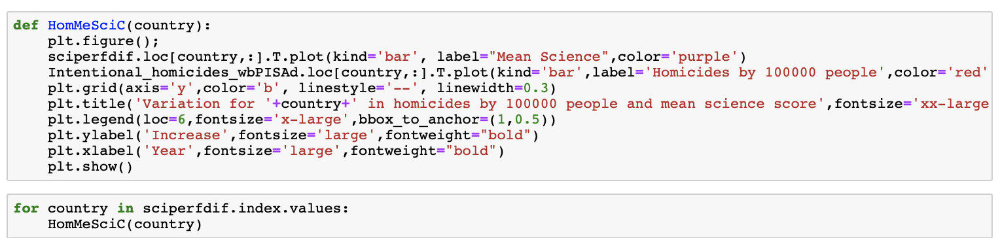 def HomMeSciC(country):
    plt.figure();
    sciperfdif.loc[country,:].T.plot(kind='bar', label="Mean Science",color='purple')
    Intentional_homicides_wbPISAd.loc[country,:].T.plot(kind='bar',label='Homicides by 100000 people',color='red'
    plt.grid(axis='y',color='b', linestyle='--', linewidth=0.3)
    plt.title('Variation for '+country+' in homicides by 100000 people and mean science score',fontsize='xx-large
    plt.legend(loc=6,fontsize='x-large',bbox_to_anchor=(1,0.5))
    plt.ylabel('Increase',fontsize='large',fontweight="bold")
    plt.xlabel('Year',fontsize='large',fontweight="bold")
    plt.show()
for country in sciperfdif.index.values:
    HomMeSciC(country)